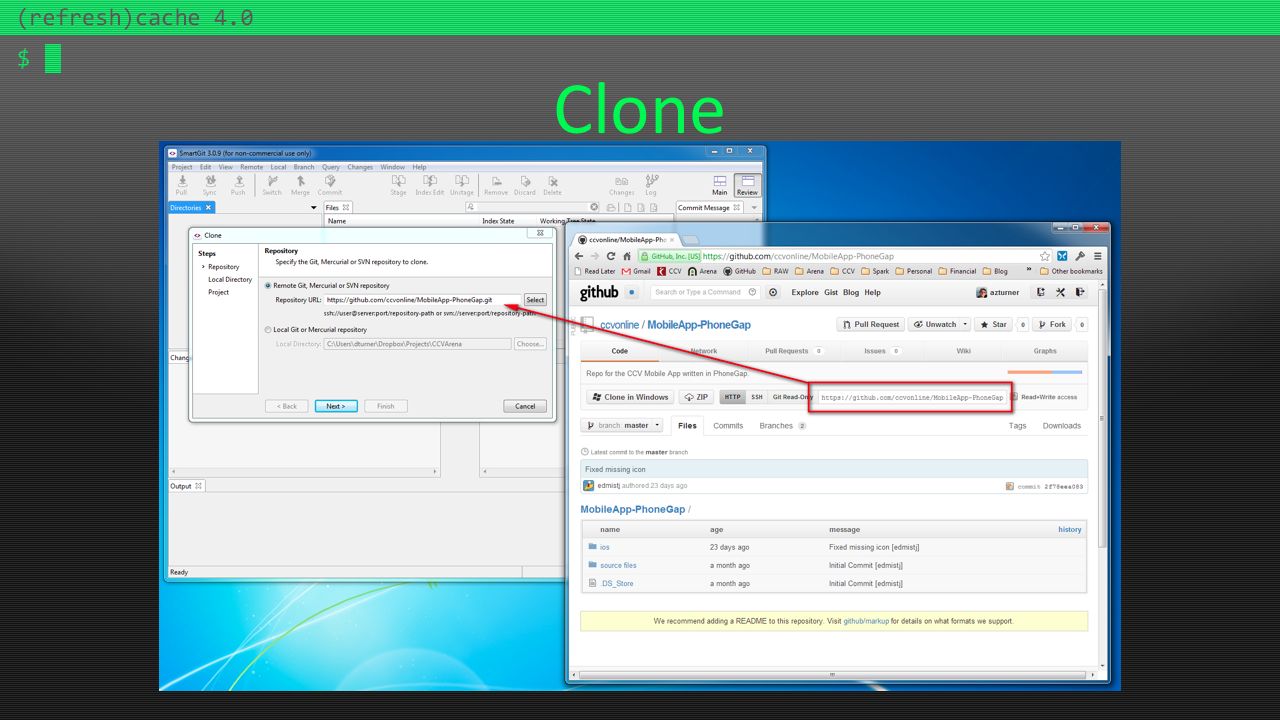 (refresh)cache 4.0
$
Clone
SmartGit 3.0.9 (for non-commercial use only)
Project Edit View Remote Local Branch Query Changes Window Help
Pull Sync Push Switch Merge Commit Stage Index Edit Unstage Remove Discard Delete Changes Log Main Review
Directories Files Commit Message
Name Index State Working Tree State
Clone
Steps
Repository
Local Directory
Project
Repository
Specify the Git, Mercurial or SVN repository to clone.
Remote Git, Mercurial or SVN repository
Repository URL: https://github.com/ccvonline/MobileApp-PhoneGap.git Select
ssh://user@server:port/repository-path or svn://server:port/repository-path
Local Git or Mercurial repository
Local Directory: C:\Users\dturner\Dropbox\Projects\CCVArena Choose...
< Back Next > Finish Cancel
Output
Ready
ccvonline/MobileApp-Pho
GitHub, Inc. [US] https://github.com/ccvonline/MobileApp-PhoneGap
Read Later Gmail CCV Arena GitHub RAW Arena CCV Spark Personal Financial Blog » Other bookmarks
github Search or Type a Command Explore Gist Blog Help azturner
ccvonline / MobileApp-PhoneGap Pull Request Unwatch Star 0 Fork 0
Code Network Pull Requests 0 Issues 0 Wiki Graphs
Repo for the CCV Mobile App written in PhoneGap.
Clone in Windows ZIP HTTP SSH Git Read-Only https://github.com/ccvonline/MobileApp-PhoneGap Read+Write access
branch: master Files Commits Branches 2 Tags Downloads
Latest commit to the master branch
Fixed missing icon
edmistj authored 23 days ago commit 2f78eea083
MobileApp-PhoneGap /
name age message history
ios 23 days ago Fixed missing icon [edmistj]
source files a month ago Initial Commit [edmistj]
.DS_Store a month ago Initial Commit [edmistj]
We recommend adding a README to this repository. Visit github/markup for details on what formats we support.